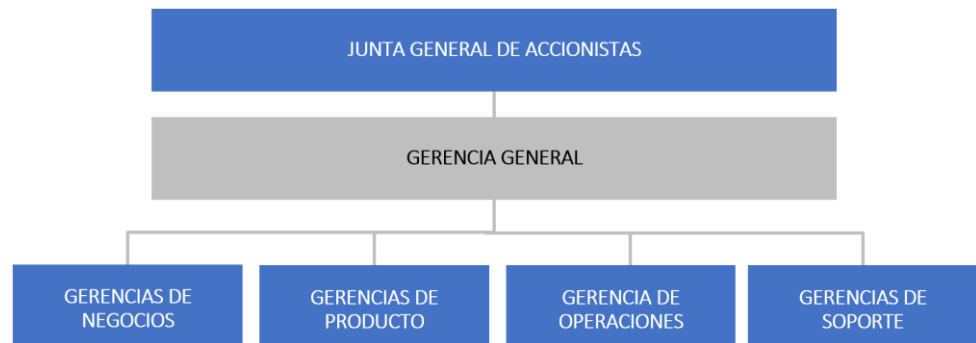 JUNTA GENERAL DE ACCIONISTAS
GERENCIA GENERAL
GERENCIAS DE
NEGOCIOS
GERENCIAS DE
PRODUCTO
GERENCIA DE
OPERACIONES
GERENCIAS DE
SOPORTE